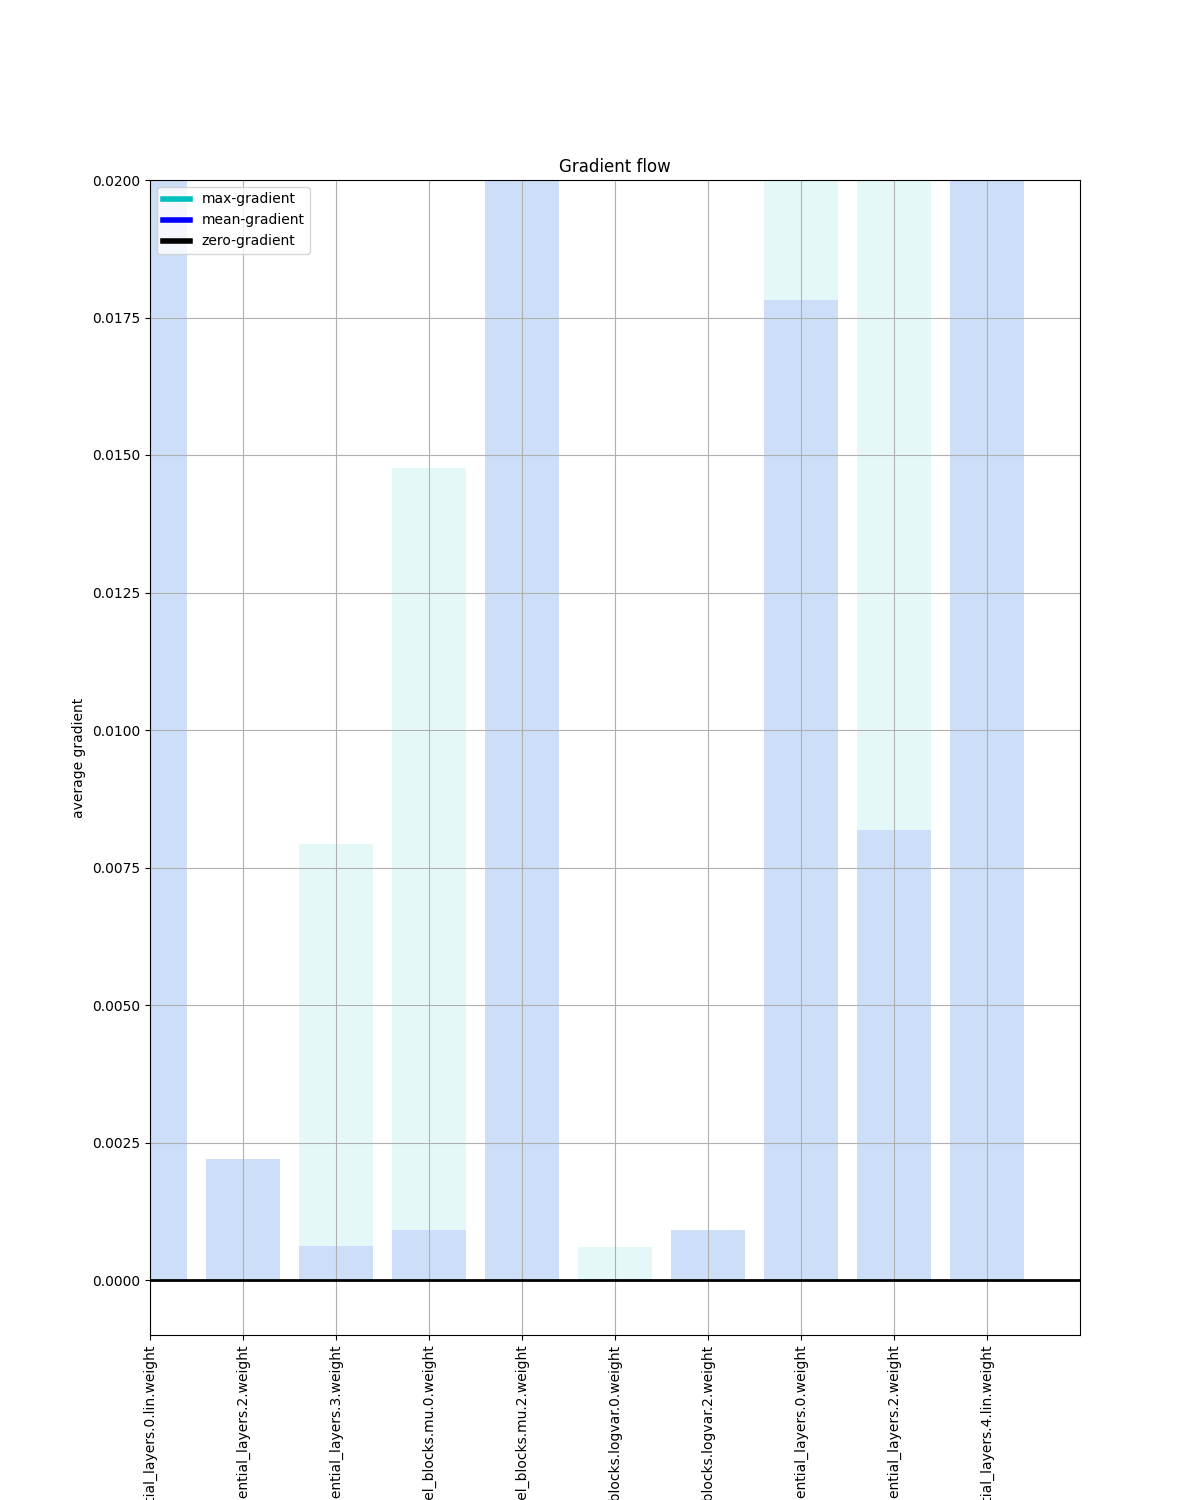 Gradient flow
max-gradient
mean-gradient
zero-gradient
0.0200
0.0175
0.0150
0.0125
0.0100
0.0075
0.0050
0.0025
0.0000
average gradient
tial_layers.0.lin.weight
ential_layers.2.weight
ential_layers.3.weight
el_blocks.mu.0.weight
el_blocks.mu.2.weight
blocks.logvar.0.weight
blocks.logvar.2.weight
ential_layers.0.weight
ential_layers.2.weight
tial_layers.4.lin.weight